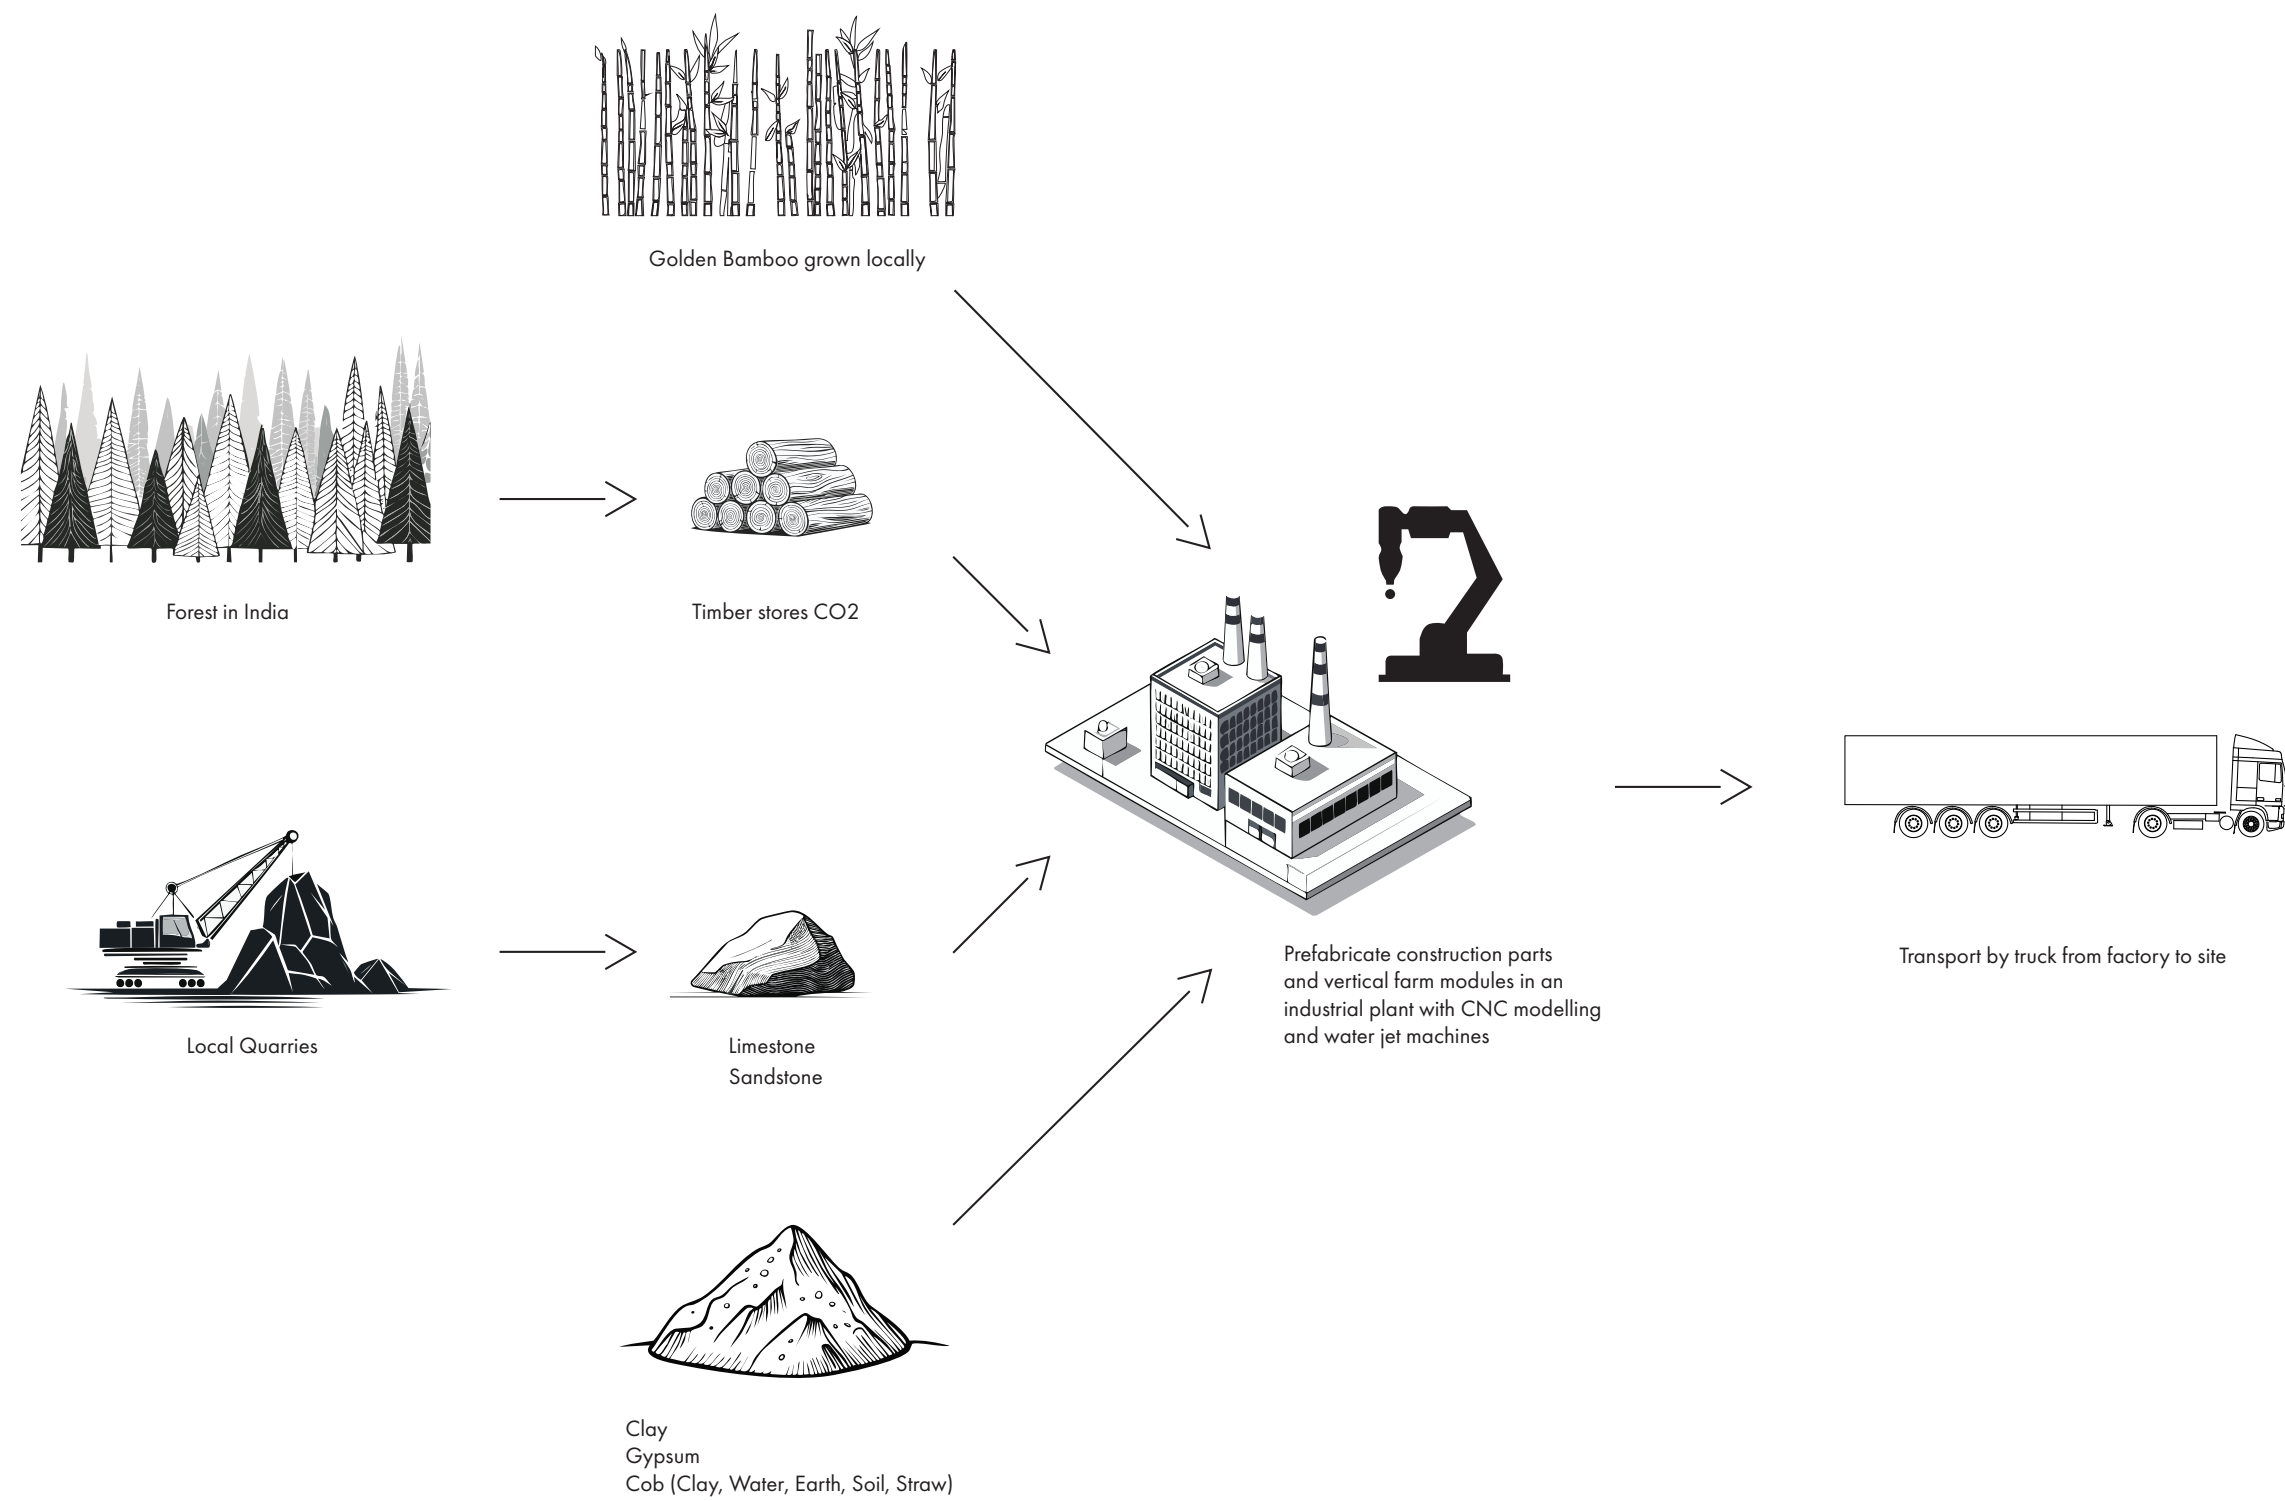 Golden Bamboo grown locally
Forest in India
Timber stores CO2
Local Quarries
Limestone
Sandstone
Prefabricate construction parts
and vertical farm modules in an
industrial plant with CNC modelling
and water jet machines
Transport by truck from factory to site
Clay
Gypsum
Cob (Clay, Water, Earth, Soil, Straw)